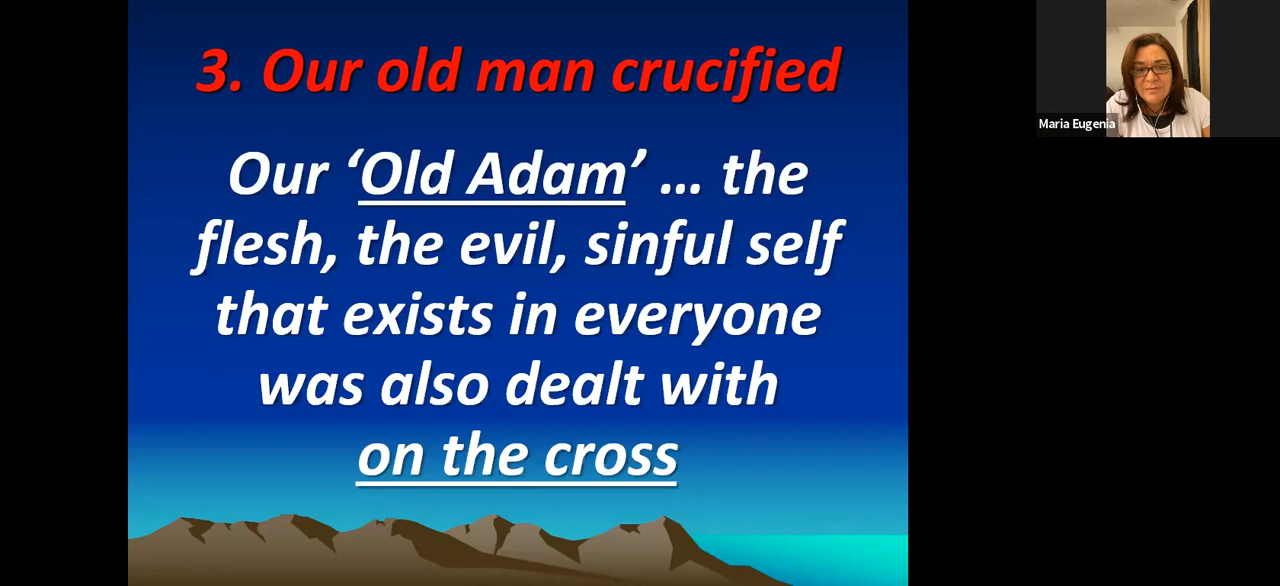 3. Our old man crucified
Our ‘Old Adam’ ... the
flesh, the evil, sinful self
that exists in everyone
was also dealt with
on the cross
Maria Eugenia